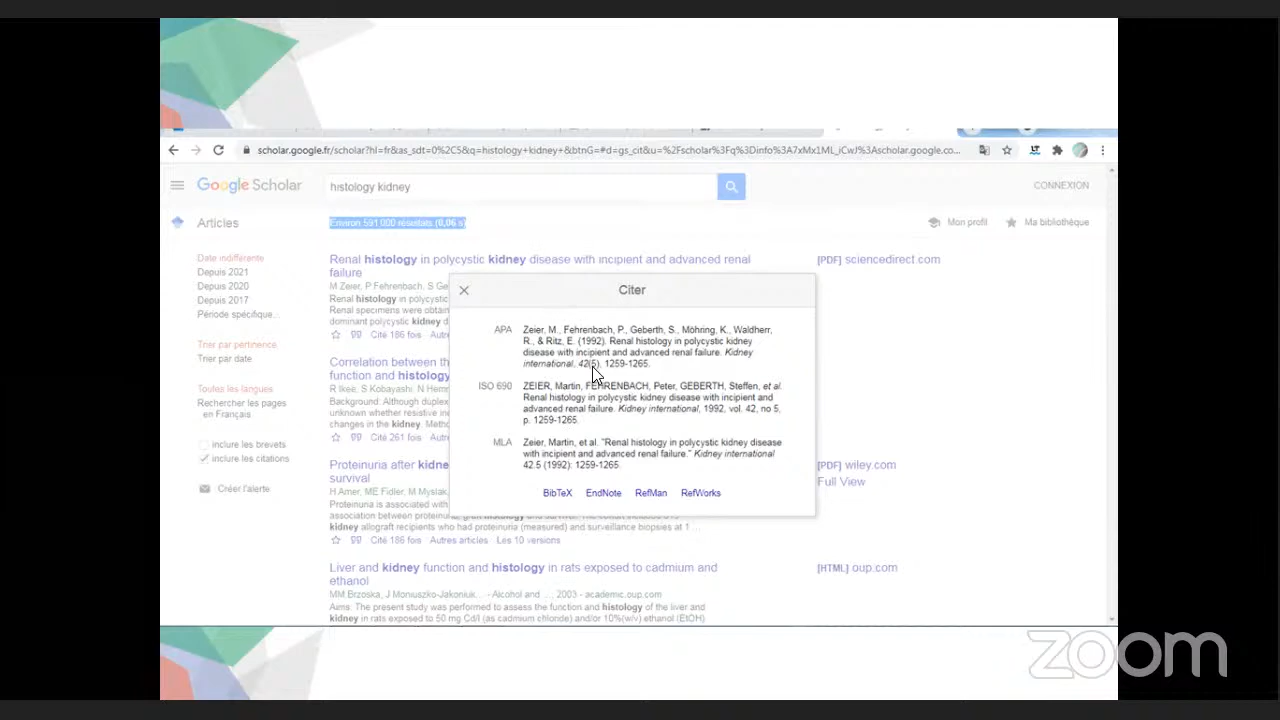 scholar.google.fr/scholar?hl=fr&as_sdt=0%2C5&q=histology+kidney+&btnG=#d=gs_cit&u=%2Fscholar%3Fq%3Dinfo%3A7xMx1ML_iCwJ%3Ascholar.google.co...
Google Scholar
histology kidney
CONNEXION
Articles
Environ 591 000 résultats (0,06 s)
Mon profil
Ma bibliothèque
Date indifférente
Depuis 2021
Depuis 2020
Depuis 2017
Période spécifique...
Trier par pertinence
Trier par date
Toutes les langues
Rechercher les pages
en Français
inclure les brevets
inclure les citations
Créer l'alerte
Renal histology in polycystic kidney disease with incipient and advanced renal
failure
[PDF] sciencedirect.com
M Zeier, P Fehrenbach, S Ge
Renal histology in polycystic
Renal specimens were obtain
dominant polycystic kidney d
Cité 186 fois Autre
Correlation between th
function and histology
R Ikee, S Kobayashi, N Hemm
Background: Although duplex
unknown whether resistive in
changes in the kidney. Metho
Cité 261 fois Autre
Proteinuria after kidne
survival
[PDF] wiley.com
Full View
H Amer, ME Fidler, M Myslak,
Proteinuria is associated with
association between proteinuria,
kidney allograft recipients who had proteinuria (measured) and surveillance biopsies at 1 ...
Cité 186 fois Autres articles Les 10 versions
Liver and kidney function and histology in rats exposed to cadmium and
ethanol
[HTML] oup.com
MM Brzoska, J Moniuszko-Jakoniuk... - Alcohol and ..., 2003 - academic.oup.com
Aims: The present study was performed to assess the function and histology of the liver and
kidney in rats exposed to 50 mg Cd/l (as cadmium chloride) and/or 10%(w/v) ethanol (EtOH)
Citer
APA Zeier, M., Fehrenbach, P., Geberth, S., Möhring, K., Waldherr,
R., & Ritz, E. (1992). Renal histology in polycystic kidney
disease with incipient and advanced renal failure. Kidney
international, 42(5), 1259-1265.
ISO 690 ZEIER, Martin, FEHRENBACH, Peter, GEBERTH, Steffen, et al.
Renal histology in polycystic kidney disease with incipient and
advanced renal failure. Kidney international, 1992, vol. 42, no 5,
p. 1259-1265.
MLA Zeier, Martin, et al. "Renal histology in polycystic kidney disease
with incipient and advanced renal failure." Kidney international
42.5 (1992): 1259-1265.
BibTeX EndNote RefMan RefWorks
zoom